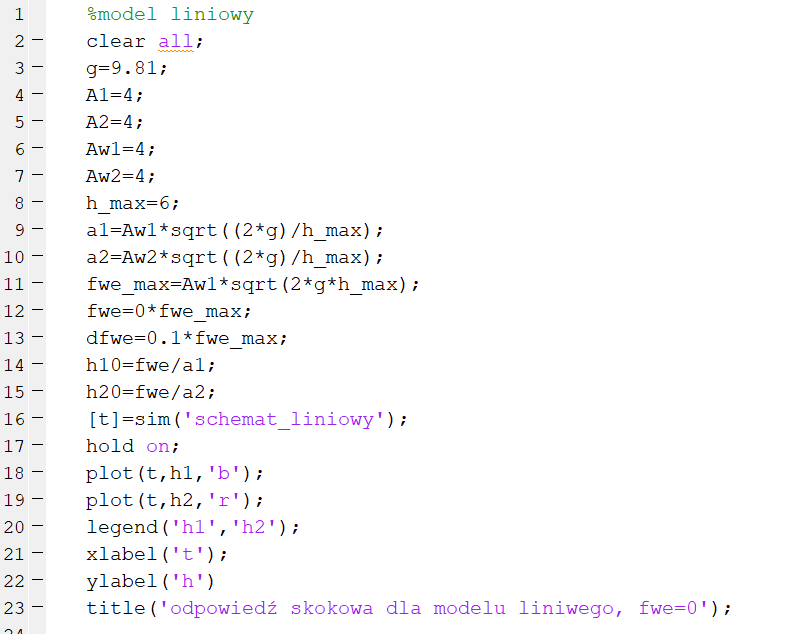 1 %model liniowy
2 – clear all;
3 – g=9.81;
4 – A1=4;
5 – A2=4;
6 – Aw1=4;
7 – Aw2=4;
8 – h_max=6;
9 – a1=Aw1*sqrt((2*g)/h_max);
10 – a2=Aw2*sqrt((2*g)/h_max);
11 – fwe_max=Aw1*sqrt(2*g*h_max);
12 – fwe=0*fwe_max;
13 – dfwe=0.1*fwe_max;
14 – h10=fwe/a1;
15 – h20=fwe/a2;
16 – [t]=sim('schemat_liniowy');
17 – hold on;
18 – plot(t,h1,'b');
19 – plot(t,h2,'r');
20 – legend('h1','h2');
21 – xlabel('t');
22 – ylabel('h')
23 – title('odpowiedź skokowa dla modelu liniwego, fwe=0');
24